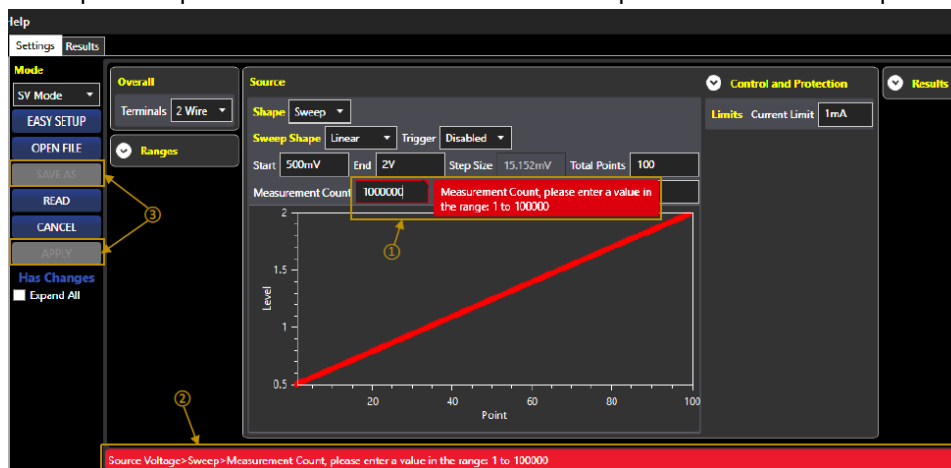 Help
Settings Results
Mode
SV Mode
EASY SETUP
OPEN FILE
SAVE AS
READ
CANCEL
APPLY
Has Changes
Expand All
Overall
Terminals 2 Wire
Ranges
Source
Shape Sweep
Sweep Shape Linear Trigger Disabled
Start 500mV End 2V Step Size 15.152mV Total Points 100
Measurement Count 1000000 Measurement Count, please enter a value in
the range: 1 to 100000
2
1.5
1
0.5
Level
20 40 60 80 100
Point
Control and Protection
Limits Current Limit 1mA
Results
①
②
③
Source Voltage>Sweep>Measurement Count, please enter a value in the range: 1 to 100000